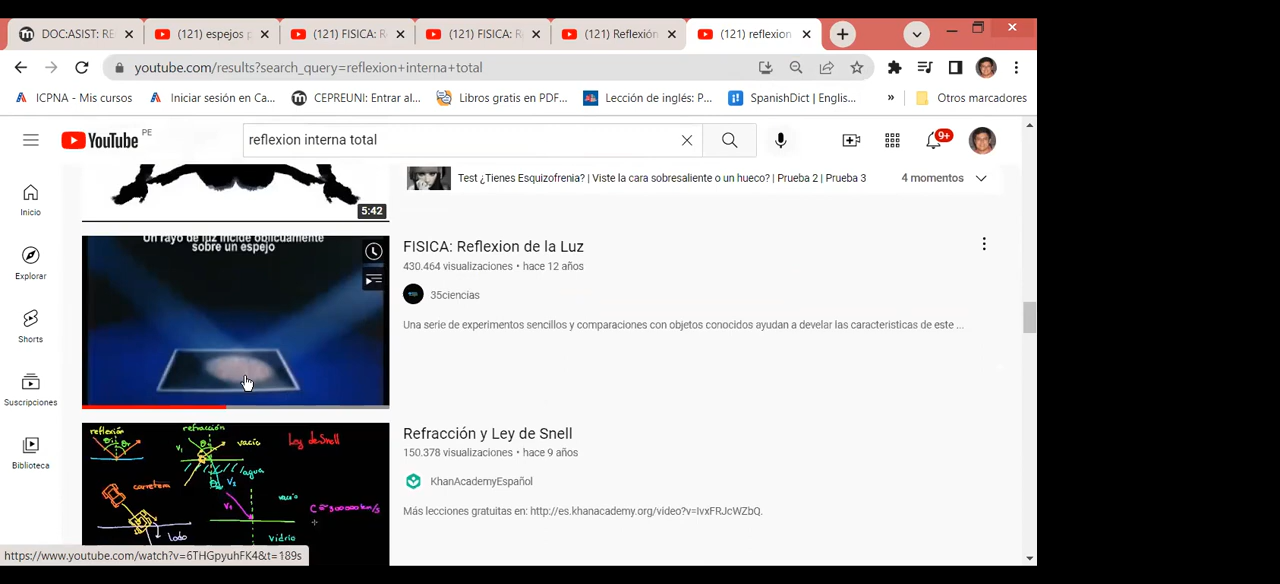 DOC:ASIST: RE
(121) espejos p
(121) FISICA: R
(121) FISICA: R
(121) Reflexión
(121) reflexion
youtube.com/results?search_query=reflexion+interna+total
ICPNA - Mis cursos
Iniciar sesión en Ca...
CEPREUNI: Entrar al...
Libros gratis en PDF...
Lección de inglés: P...
SpanishDict | Englis...
»
Otros marcadores
YouTube PE
reflexion interna total
9+
Inicio
Explorar
Shorts
Suscripciones
Biblioteca
5:42
Test ¿Tienes Esquizofrenia? | Viste la cara sobresaliente o un hueco? | Prueba 2 | Prueba 3
4 momentos
Un rayo de luz incide oblicuamente
sobre un espejo
FISICA: Reflexion de la Luz
430.464 visualizaciones • hace 12 años
35ciencias
Una serie de experimentos sencillos y comparaciones con objetos conocidos ayudan a develar las caracteristicas de este ...
reflexión
refracción
Ley de Snell
vacío
agua
V₂
carretera
vacío
lodo
vidrio
Refracción y Ley de Snell
150.378 visualizaciones • hace 9 años
KhanAcademyEspañol
Más lecciones gratuitas en: http://es.khanacademy.org/video?v=IvxFRJcWZbQ.
https://www.youtube.com/watch?v=6THGpyuhFK4&t=189s